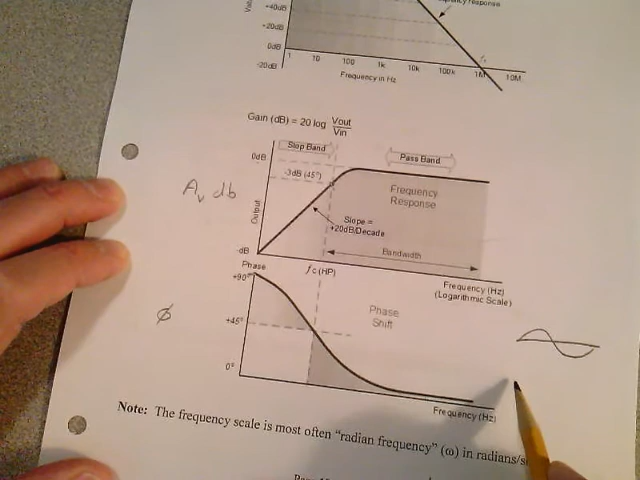 +40dB
+20dB
0dB
-20dB
1 10 100 1k 10k 100k 1M 10M
Frequency in Hz
Gain (dB) = 20 log Vout
Vin
Stop Band
Pass Band
0dB
-3dB (45°)
Frequency
Response
Av db
Output
Slope =
+20dB/Decade
Bandwidth
-dB
Phase
fc (HP)
Frequency (Hz)
(Logarithmic Scale)
+90°
Phase
Shift
ø
+45°
0°
Frequency (Hz)
Note: The frequency scale is most often "radian frequency" (ω) in radians/s